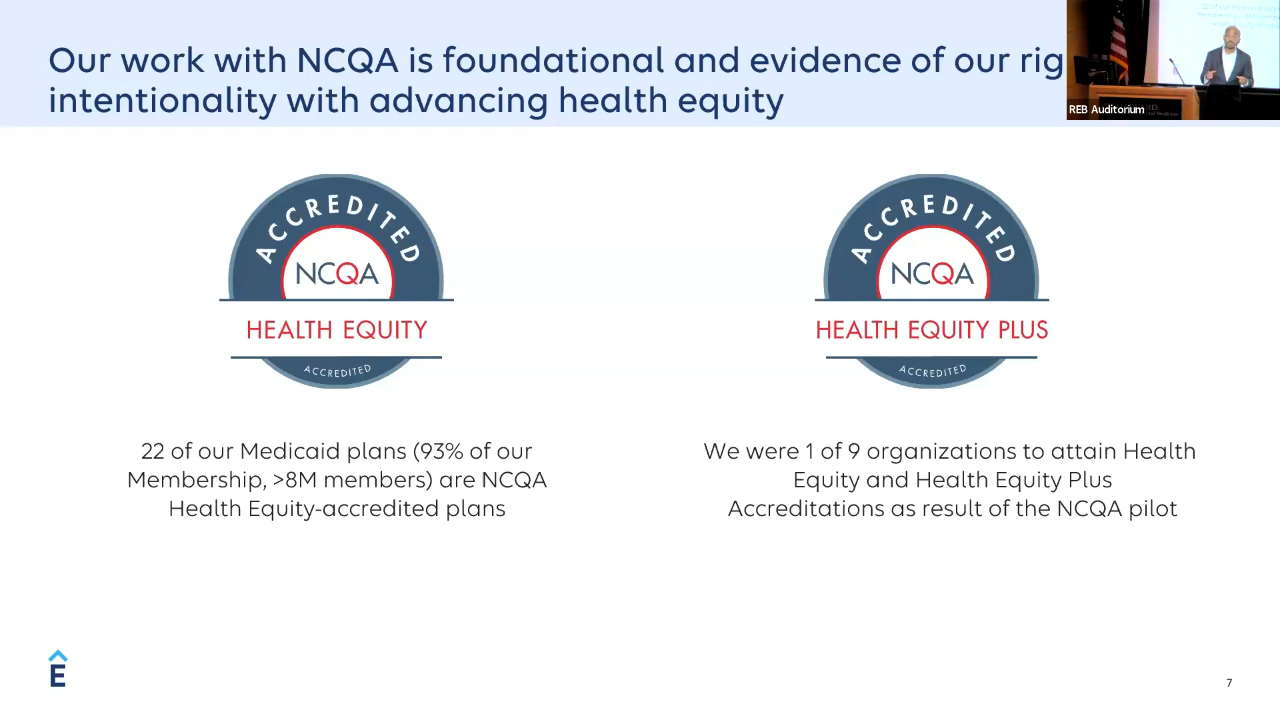 Our work with NCQA is foundational and evidence of our rig
intentionality with advancing health equity
REB Auditorium
ACCREDITED
NCQA
HEALTH EQUITY
ACCREDITED
22 of our Medicaid plans (93% of our
Membership, >8M members) are NCQA
Health Equity-accredited plans
ACCREDITED
NCQA
HEALTH EQUITY PLUS
ACCREDITED
We were 1 of 9 organizations to attain Health
Equity and Health Equity Plus
Accreditations as result of the NCQA pilot
Ê
7